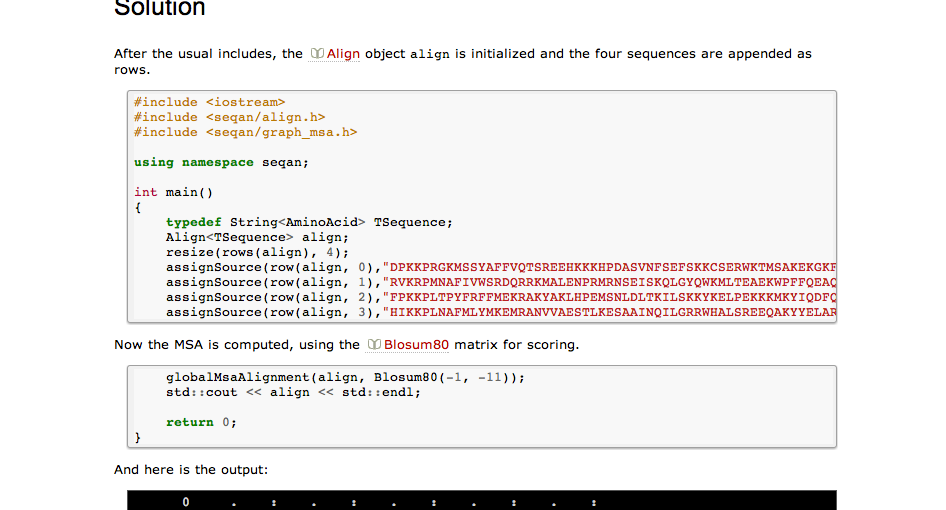 Solution
After the usual includes, the Align object align is initialized and the four sequences are appended as
rows.
#include <iostream>
#include <seqan/align.h>
#include <seqan/graph_msa.h>
using namespace seqan;
int main()
{
typedef String<AminoAcid> TSequence;
Align<TSequence> align;
resize(rows(align), 4);
assignSource(row(align, 0),"DPKKPRGKMSSYAFFVQTSREEHKKKHPDASVNFSEFSKKCSERWKTMSAKEKGKF
assignSource(row(align, 1),"RVKRPMNAFIVWSRDQRRKMALENPRMRNSEISKQLGYQWKMLTEAEKWPFFQEAQ
assignSource(row(align, 2),"FPKKPLTPYFRFFMEKRAKYAKLHPEMSNLDLTKILSKKYKELPEKKKMKYIQDFQ
assignSource(row(align, 3),"HIKKPLNAFMLYMKEMRANVVAESTLKESAAINQILGRRWHALSREEQAKYYELAR
Now the MSA is computed, using the Blosum80 matrix for scoring.
globalMsaAlignment(align, Blosum80(-1, -11));
std::cout << align << std::endl;
return 0;
}
And here is the output:
0 . : . : . : . : . :